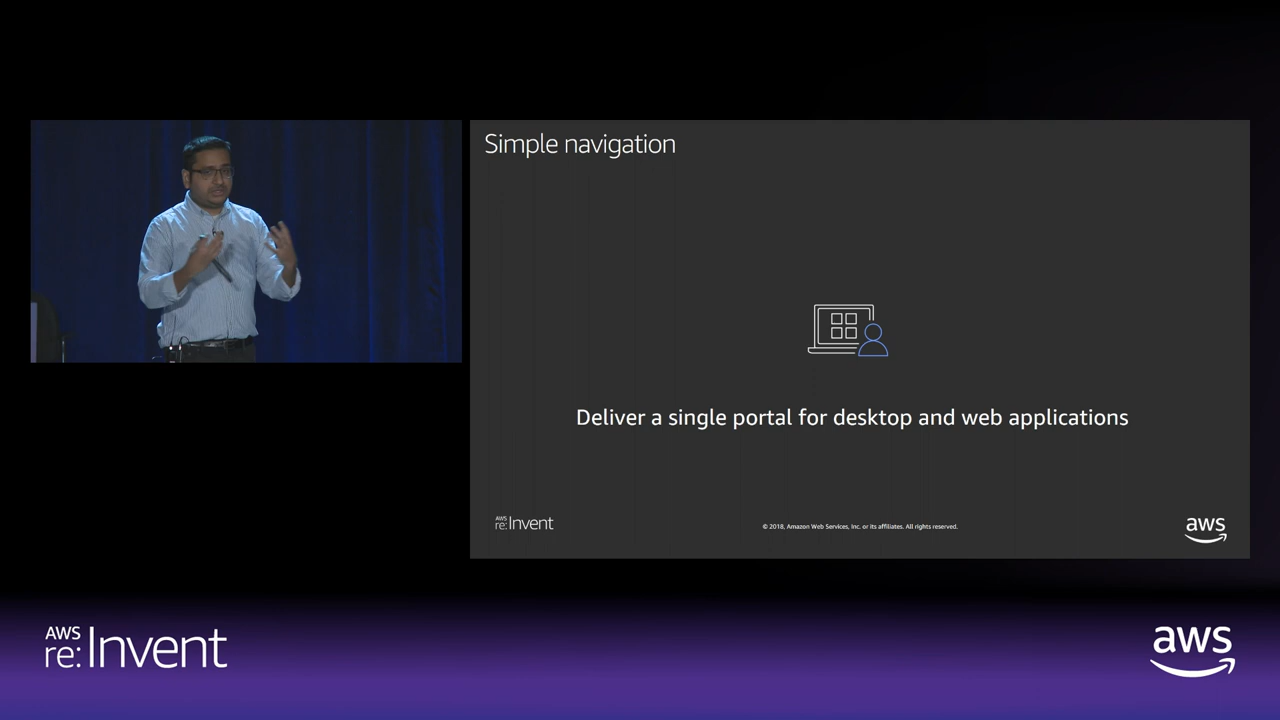 Simple navigation
Deliver a single portal for desktop and web applications
AWS
re:Invent
© 2018, Amazon Web Services, Inc. or its affiliates. All rights reserved.
aws
AWS
re:Invent
aws